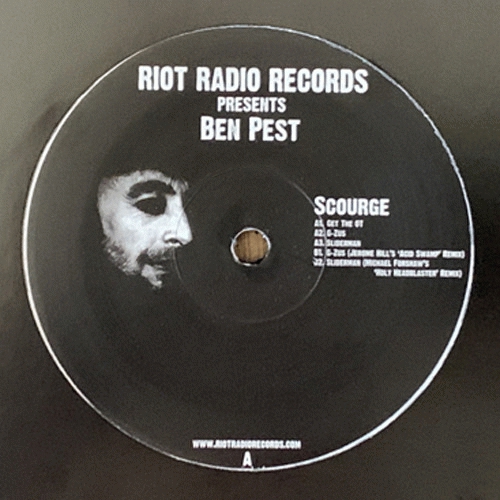 RIOT RADIO RECORDS
PRESENTS
BEN PEST
SCOURGE
A1. GET THE OT
A2. G-ZUS
A3. SLIDERMAN
B1. G-ZUS (JEROME HILL'S 'ACID SWAMP' REMIX)
B2. SLIDERMAN (MICHAEL FORSHAW'S
'HOLY HEADBLASTER' REMIX)
WWW.RIOTRADIORECORDS.COM
A